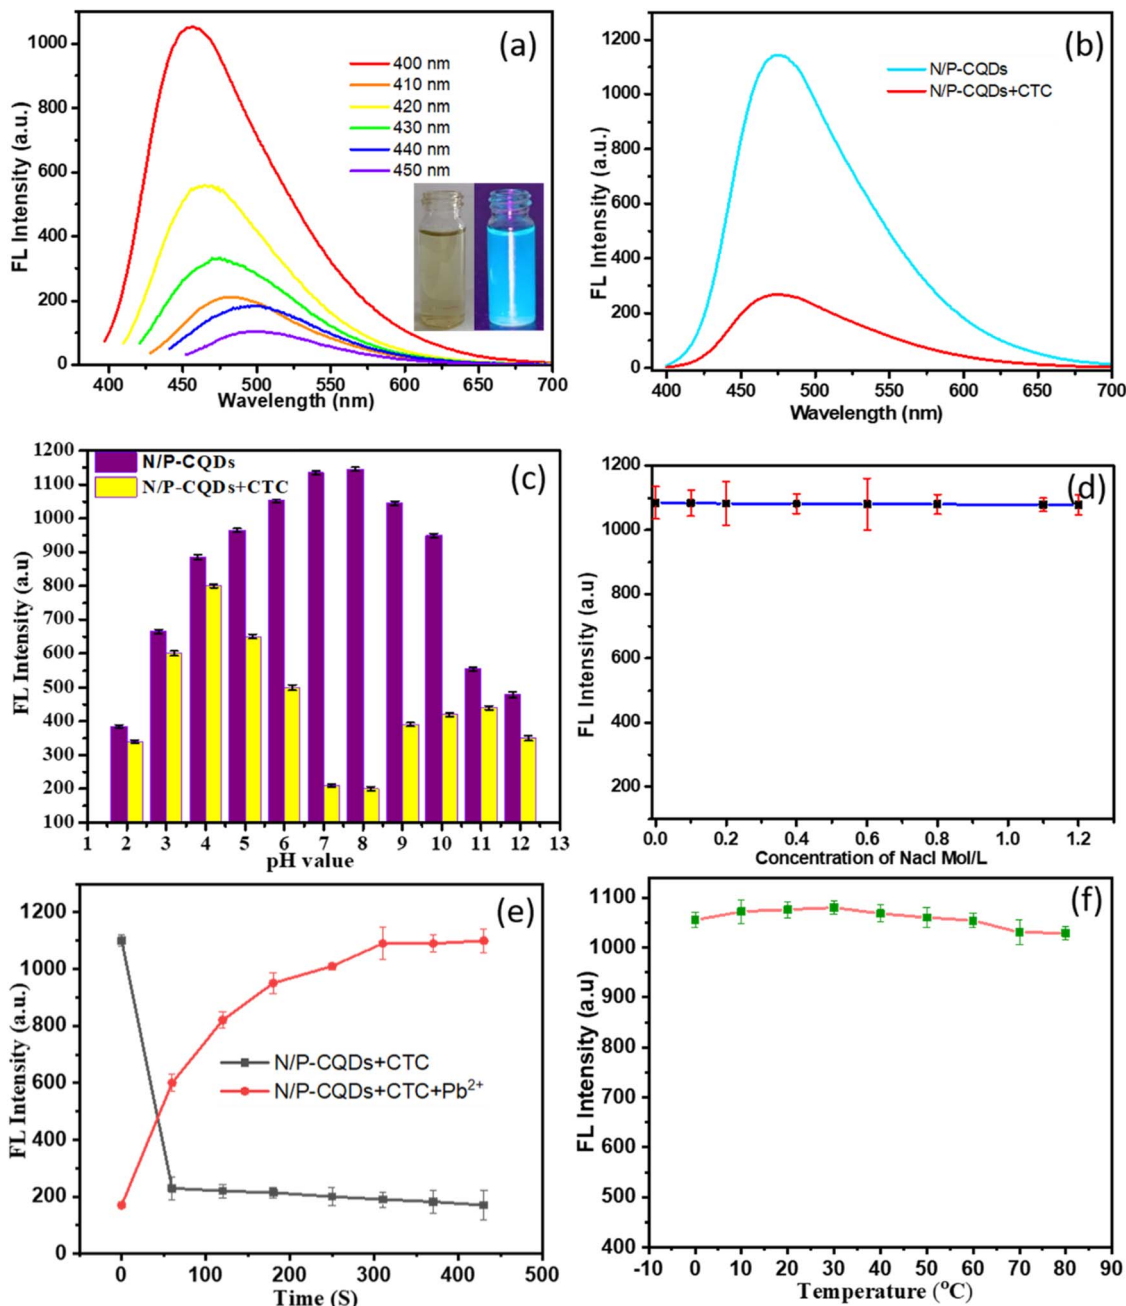 (a)
400 nm
410 nm
420 nm
430 nm
440 nm
450 nm
FL Intensity (a.u.)
1000
800
600
400
200
0
400 450 500 550 600 650 700
Wavelength (nm)
(b)
N/P-CQDs
N/P-CQDs+CTC
FL Intensity (a.u.)
1200
1000
800
600
400
200
0
400 450 500 550 600 650 700
Wavelength (nm)
(c)
N/P-CQDs
N/P-CQDs+CTC
FL Intensity (a.u)
1200
1100
1000
900
800
700
600
500
400
300
200
100
1 2 3 4 5 6 7 8 9 10 11 12 13
pH value
(d)
FL Intensity (a.u)
1200
1000
800
600
400
200
0.0 0.2 0.4 0.6 0.8 1.0 1.2
Concentration of Nacl Mol/L
(e)
N/P-CQDs+CTC
N/P-CQDs+CTC+Pb²⁺
FL Intensity (a.u.)
1200
1000
800
600
400
200
0
0 100 200 300 400 500
Time (S)
(f)
FL Intensity (a.u)
1100
1000
900
800
700
600
500
400
-10 0 10 20 30 40 50 60 70 80 90
Temperature (°C)